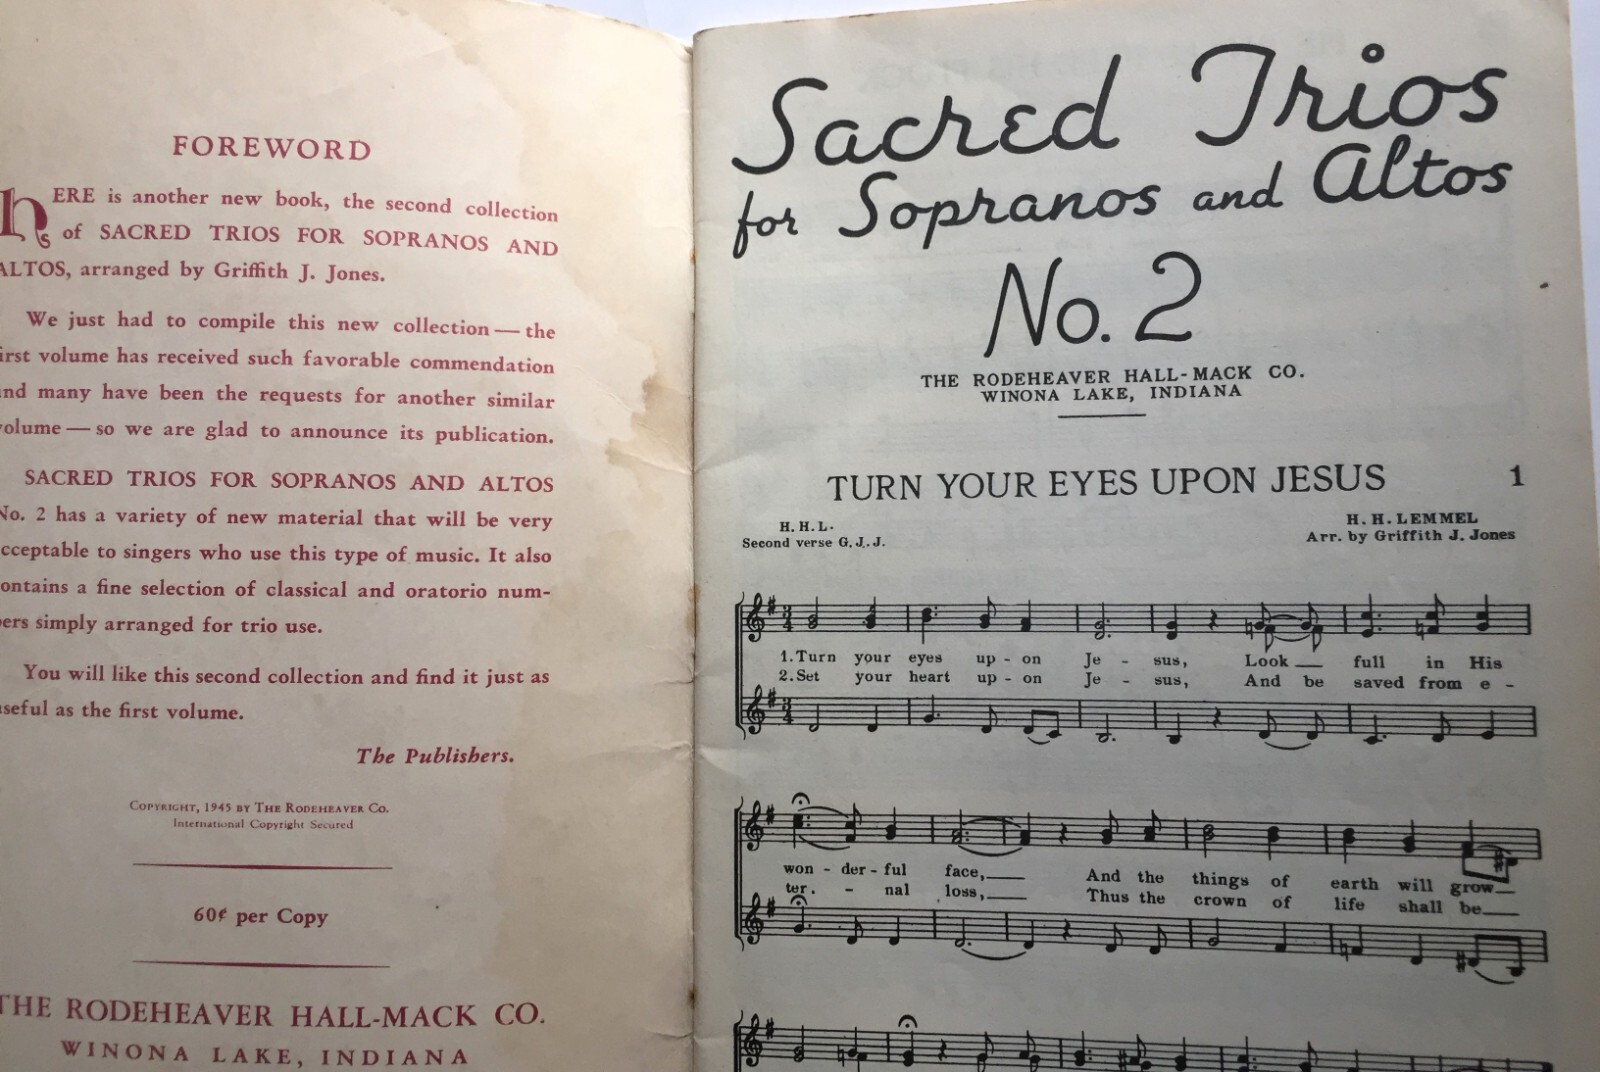 FOREWORD
HERE is another new book, the second collection
of SACRED TRIOS FOR SOPRANOS AND
ALTOS, arranged by Griffith J. Jones.
We just had to compile this new collection — the
irst volume has received such favorable commendation
nd many have been the requests for another similar
olume — so we are glad to announce its publication.
SACRED TRIOS FOR SOPRANOS AND ALTOS
No. 2 has a variety of new material that will be very
cceptable to singers who use this type of music. It also
ontains a fine selection of classical and oratorio num-
bers simply arranged for trio use.
You will like this second collection and find it just as
useful as the first volume.
The Publishers.
COPYRIGHT, 1945 BY THE RODEHEAVER CO.
International Copyright Secured
60¢ per Copy
THE RODEHEAVER HALL-MACK CO.
WINONA LAKE, INDIANA
Sacred Trios
for Sopranos and Altos
No. 2
THE RODEHEAVER HALL-MACK CO.
WINONA LAKE, INDIANA
TURN YOUR EYES UPON JESUS 1
H. H. L.
Second verse G. J. J.
H. H. LEMMEL
Arr. by Griffith J. Jones
1. Turn your eyes up - on Je - sus, Look full in His
2. Set your heart up - on Je - sus, And be saved from e -
won - der - ful face, And the things of earth will grow
ter. - nal loss, Thus the crown of life shall be